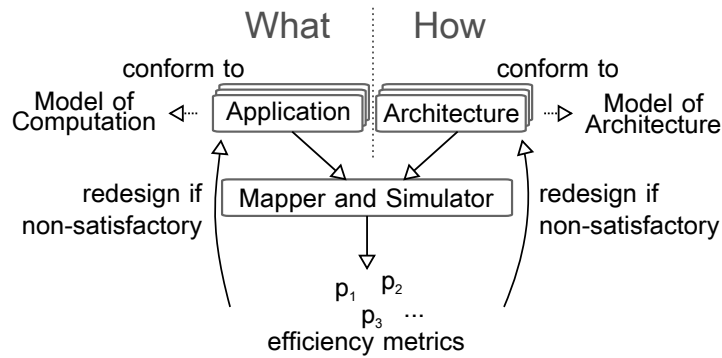 What How
conform to conform to
Model of Computation Application Architecture Model of Architecture
redesign if non-satisfactory Mapper and Simulator redesign if non-satisfactory
p1 p2
p3 ...
efficiency metrics